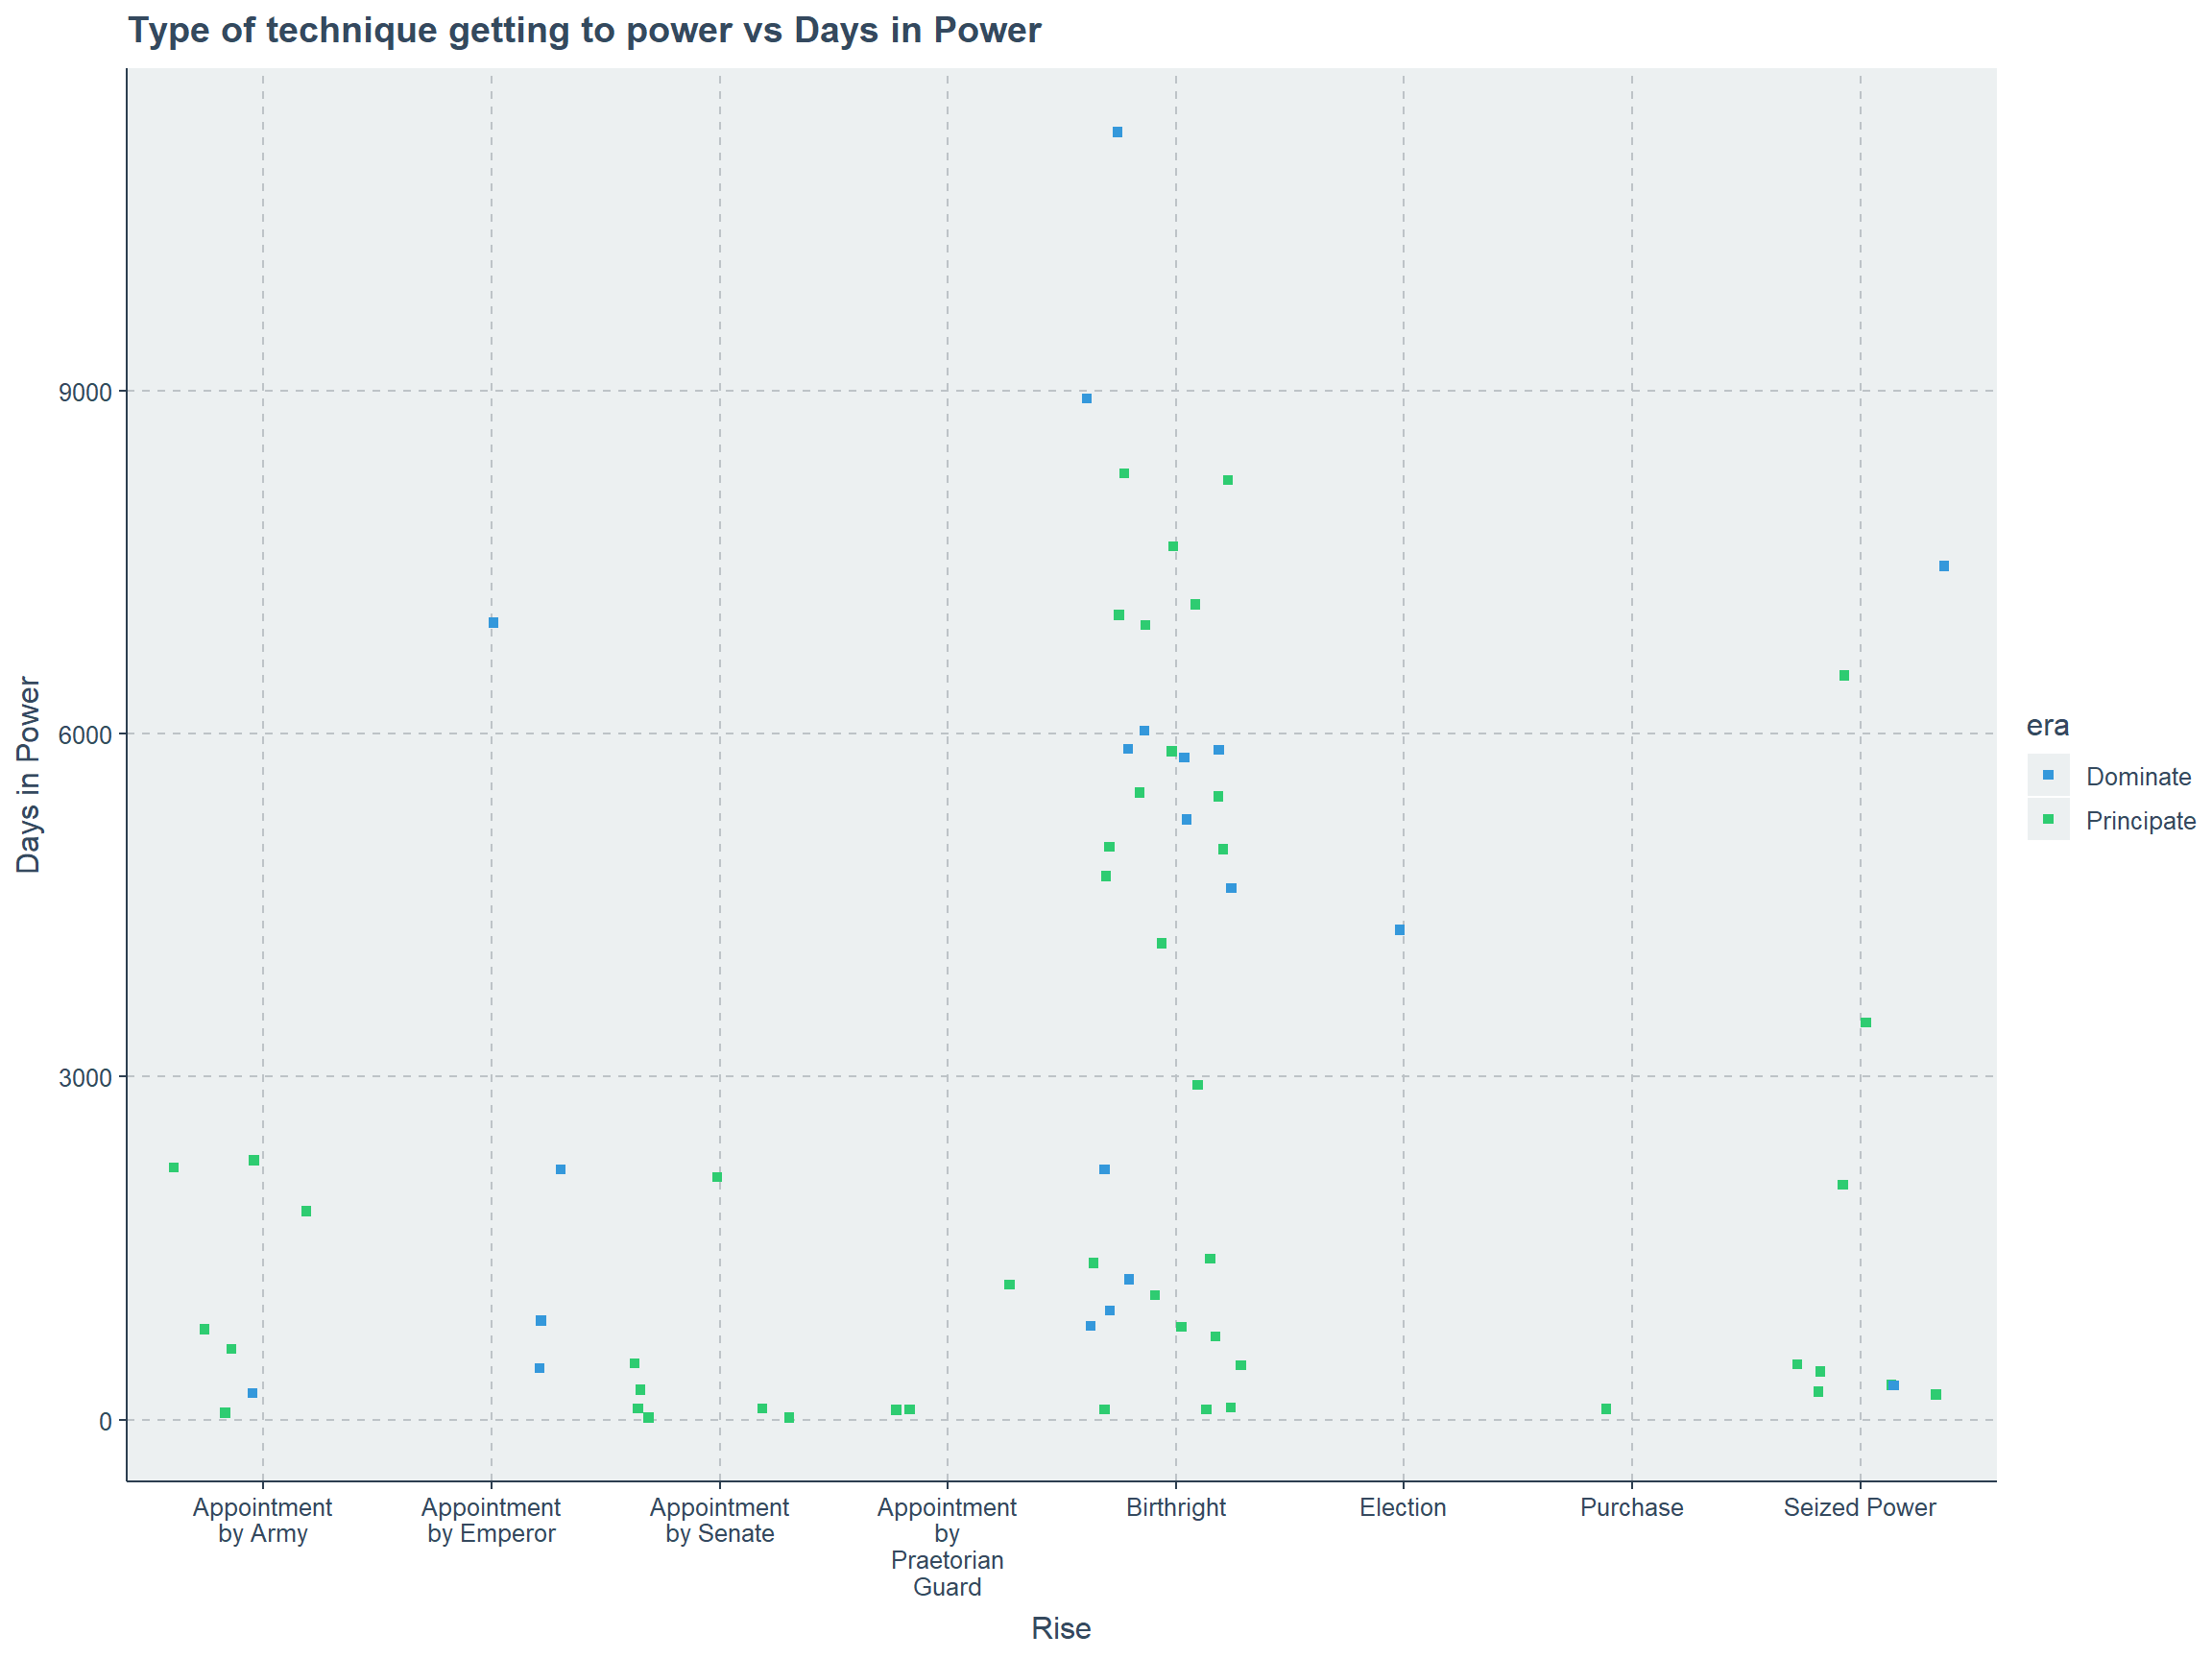 Type of technique getting to power vs Days in Power
Days in Power
9000
6000
3000
0
Appointment
by Army
Appointment
by Emperor
Appointment
by Senate
Appointment
by
Praetorian
Guard
Birthright
Election
Purchase
Seized Power
Rise
era
Dominate
Principate